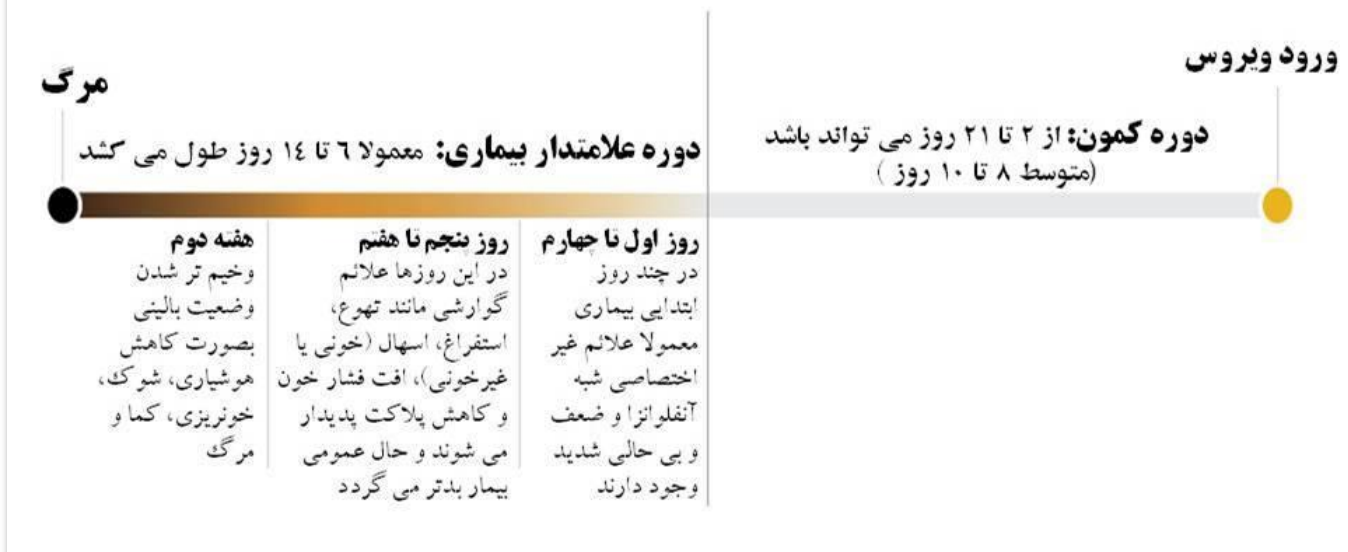 ورود ویروس
دوره کمون: از ۲ تا ۲۱ روز می تواند باشد
(متوسط ۸ تا ۱۰ روز )
دوره علامتدار بیماری: معمولا ٦ تا ١٤ روز طول می کشد
مرگ
روز اول تا چهارم
در چند روز
ابتدایی بیماری
معمولا علائم غیر
اختصاصی شبه
آنفلوانزا و ضعف
و بی حالی شدید
وجود دارند
روز پنجم تا هفتم
در این روزها علائم
گوارشی مانند تهوع،
استفراغ، اسهال (خونی یا
غیرخونی)، افت فشار خون
و کاهش پلاکت پدیدار
می شوند و حال عمومی
بیمار بدتر می گردد
هفته دوم
وخیم تر شدن
وضعیت بالینی
بصورت کاهش
هوشیاری، شوک،
خونریزی، کما و
مرگ